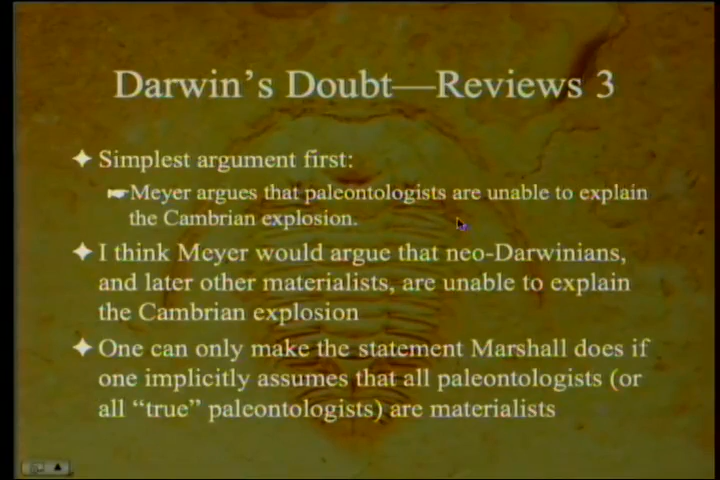 Darwin's Doubt—Reviews 3
Simplest argument first:
Meyer argues that paleontologists are unable to explain
the Cambrian explosion.
I think Meyer would argue that neo-Darwinians,
and later other materialists, are unable to explain
the Cambrian explosion
One can only make the statement Marshall does if
one implicitly assumes that all paleontologists (or
all “true” paleontologists) are materialists